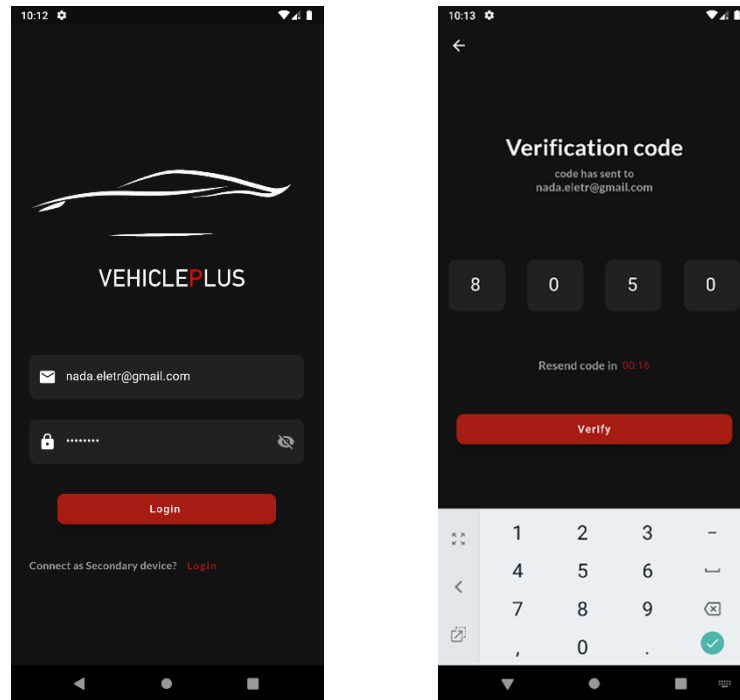 10:12
VEHICLEPLUS
nada.eletr@gmail.com
········
Login
Connect as Secondary device? Login
10:13
Verification code
code has sent to
nada.eletr@gmail.com
8 0 5 0
Resend code in 00:16
Verify
1 2 3 -
4 5 6
7 8 9
, 0 .